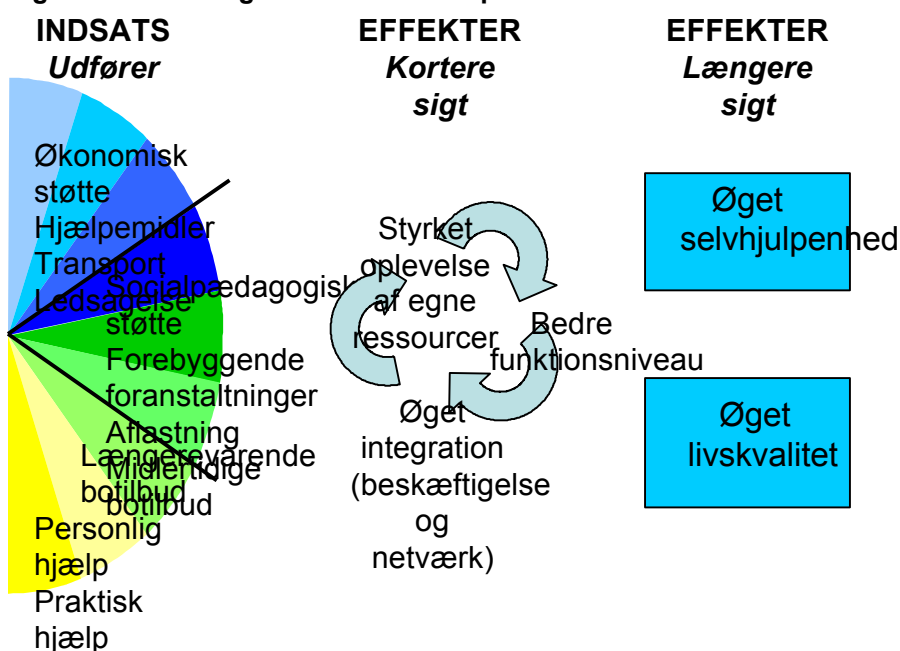 INDSATS
Udfører
EFFEKTER
Kortere
sigt
EFFEKTER
Længere
sigt
Økonomisk
støtte
Hjælpemidler
Transport
Ledsagelse
Socialpædagogisk
støtte
Forebyggende
foranstaltninger
Aflastning
Midlertidige
botilbud
Længerevarende
botilbud
Personlig
hjælp
Praktisk
hjælp
Styrket
oplevelse
af egne
ressourcer
Bedre
funktionsniveau
Øget
integration
(beskæftigelse
og
netværk)
Øget
selvhjulpenhed
Øget
livskvalitet